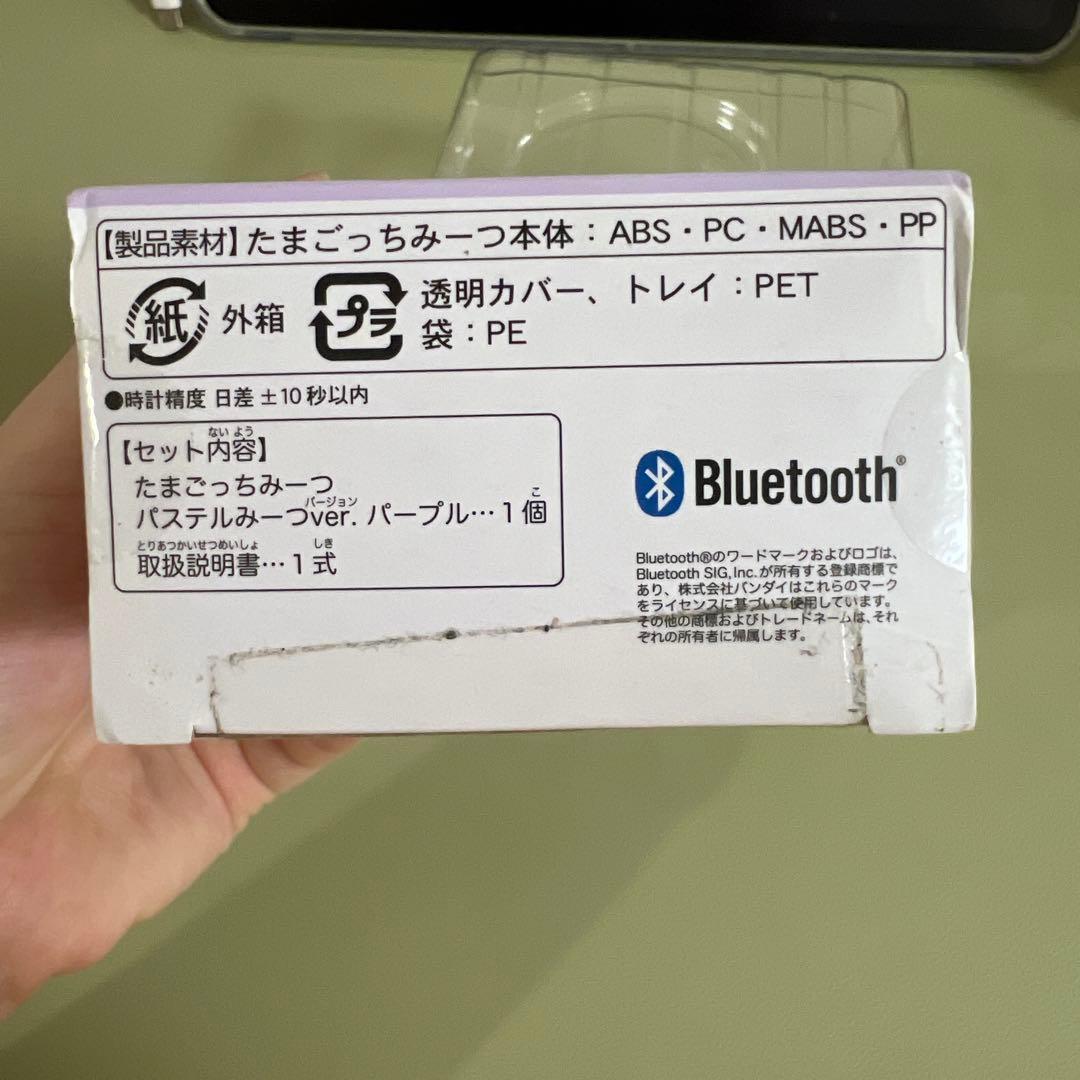 【製品素材】たまごっちみーつ本体：ABS・PC・MABS・PP
紙 外箱 プラ 透明カバー、トレイ：PET
袋：PE
●時計精度 日差 ±10 秒以内
【セット内容】
ないよう
たまごっちみーつ
パステルみーつver. パープル…1個
バージョン こ
取扱説明書…1式
とりあつかいせつめいしょ しき
Bluetooth®
Bluetooth®のワードマークおよびロゴは、
Bluetooth SIG, Inc.が所有する登録商標で
あり、株式会社バンダイはこれらのマーク
をライセンスに基づいて使用しています。
その他の商標およびトレードネームは、それ
ぞれの所有者に帰属します。